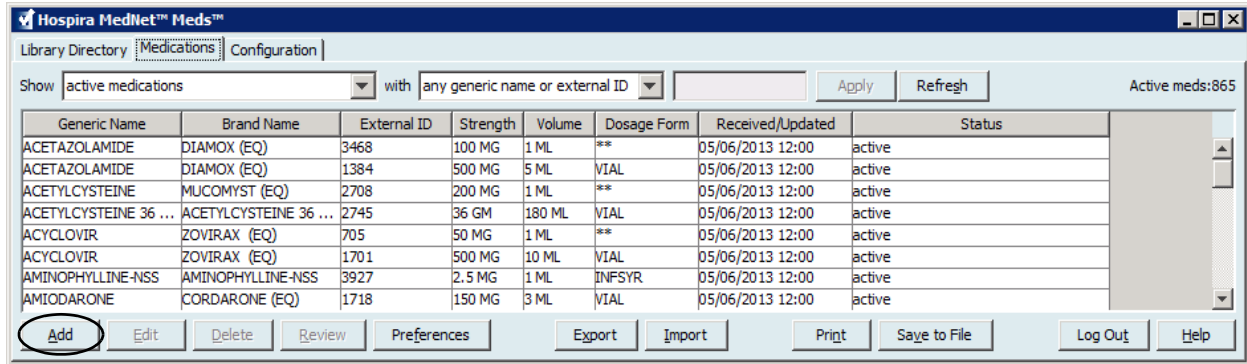 Hospira MedNet™ Meds™
Library Directory Medications Configuration
Show active medications with any generic name or external ID Apply Refresh Active meds:865
Generic Name Brand Name External ID Strength Volume Dosage Form Received/Updated Status
ACETAZOLAMIDE DIAMOX (EQ) 3468 100 MG 1 ML ** 05/06/2013 12:00 active
ACETAZOLAMIDE DIAMOX (EQ) 1384 500 MG 5 ML VIAL 05/06/2013 12:00 active
ACETYLCYSTEINE MUCOMYST (EQ) 2708 200 MG 1 ML ** 05/06/2013 12:00 active
ACETYLCYSTEINE 36 ... ACETYLCYSTEINE 36 ... 2745 36 GM 180 ML VIAL 05/06/2013 12:00 active
ACYCLOVIR ZOVIRAX (EQ) 705 50 MG 1 ML ** 05/06/2013 12:00 active
ACYCLOVIR ZOVIRAX (EQ) 1701 500 MG 10 ML VIAL 05/06/2013 12:00 active
AMINOPHYLLINE-NSS AMINOPHYLLINE-NSS 3927 2.5 MG 1 ML INFSYR 05/06/2013 12:00 active
AMIODARONE CORDARONE (EQ) 1718 150 MG 3 ML VIAL 05/06/2013 12:00 active
Add Edit Delete Review Preferences Export Import Print Save to File Log Out Help